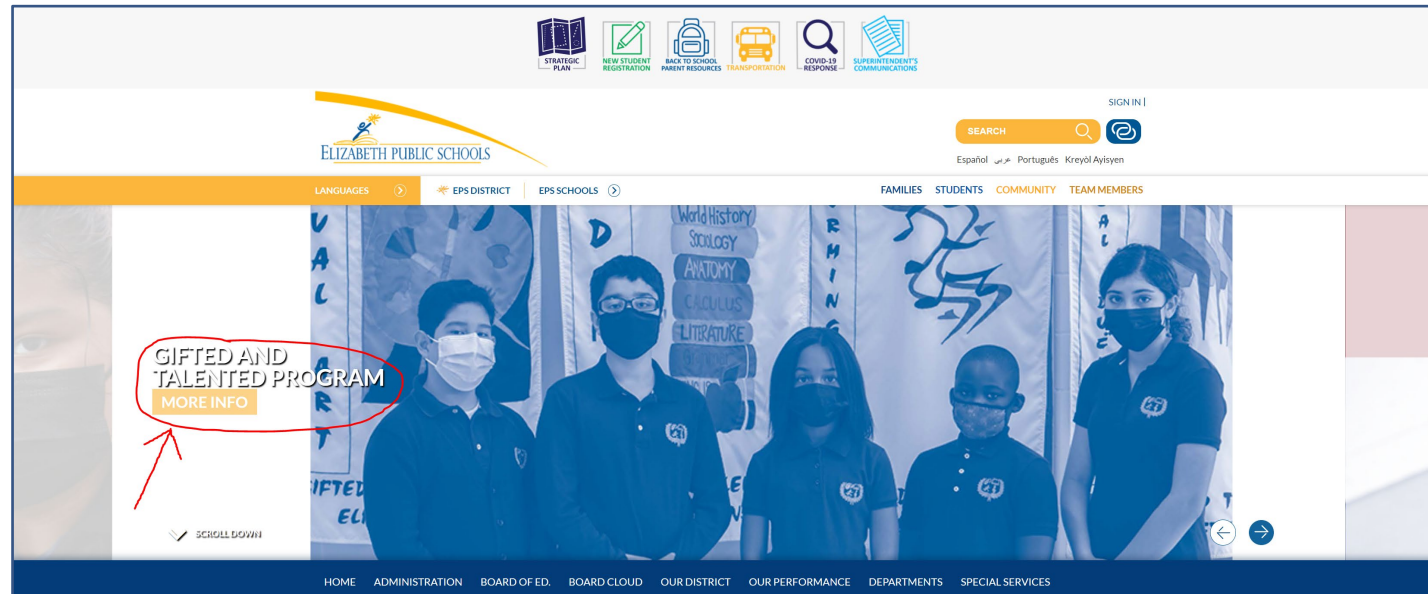 STRATEGIC
PLAN
NEW STUDENT
REGISTRATION
BACK TO SCHOOL
PARENT RESOURCES
TRANSPORTATION
COVID-19
RESPONSE
SUPERINTENDENT'S
COMMUNICATIONS
SIGN IN |
SEARCH
ELIZABETH PUBLIC SCHOOLS
Español عربي Português Kreyòl Ayisyen
LANGUAGES
EPS DISTRICT
EPS SCHOOLS
FAMILIES STUDENTS COMMUNITY TEAM MEMBERS
World History
SOCIOLOGY
ANATOMY
CALCULUS
LITERATURE
GIFTED AND
TALENTED PROGRAM
MORE INFO
GIFTED
SCROLL DOWN
HOME ADMINISTRATION BOARD OF ED. BOARD CLOUD OUR DISTRICT OUR PERFORMANCE DEPARTMENTS SPECIAL SERVICES